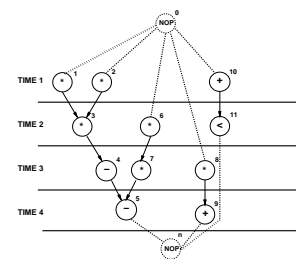 NOP 0
TIME 1 * 1 * 2 + 10
TIME 2 * 3 * 6 < 11
TIME 3 − 4 * 7 * 8
TIME 4 − 5 + 9
NOP n